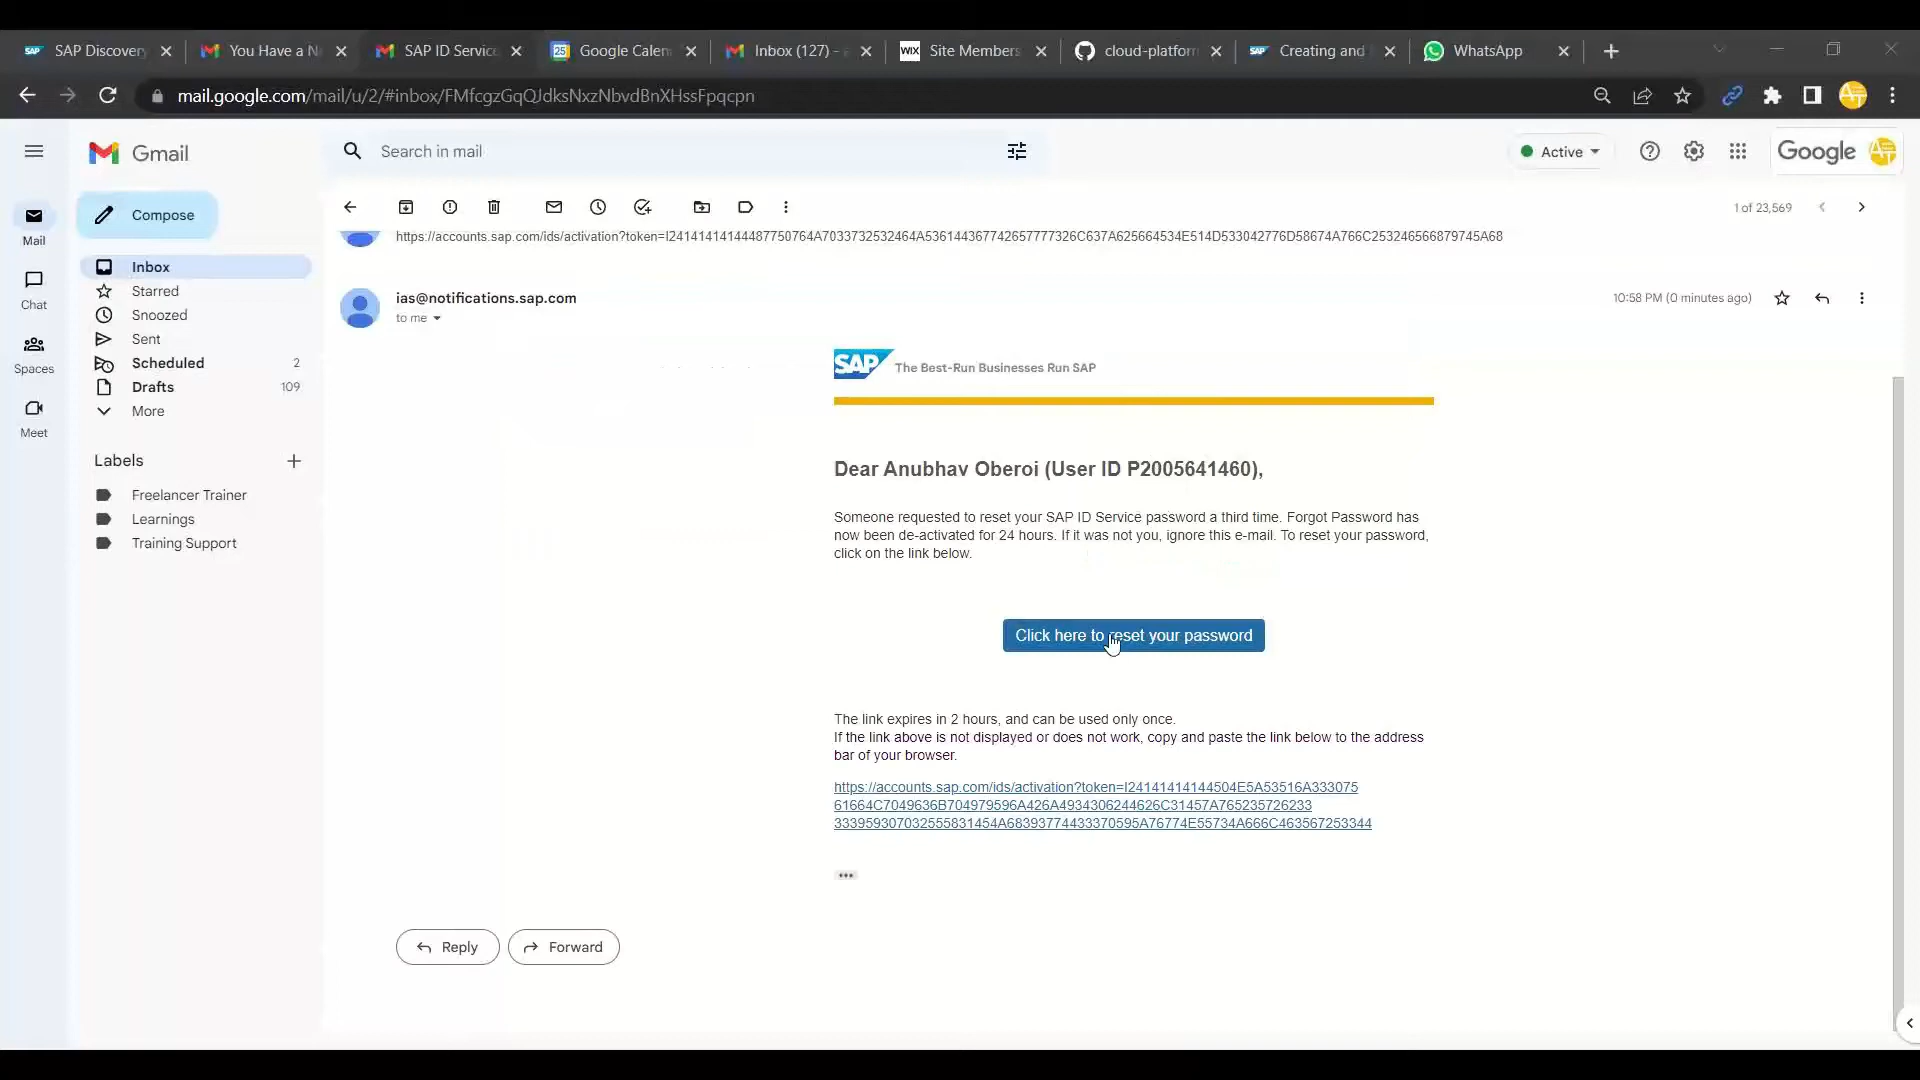 SAP Discovery
You Have a N
SAP ID Service
Google Calen
Inbox (127) -
WIX Site Members
cloud-platform
Creating and
WhatsApp
mail.google.com/mail/u/2/#inbox/FMfcgzGqQJdksNxzNbvdBnXHssFpqcpn
Gmail
Search in mail
Active
Google
Compose
1 of 23,569
Mail
Chat
Spaces
Meet
Inbox
Starred
Snoozed
Sent
Scheduled 2
Drafts 109
More
Labels
Freelancer Trainer
Learnings
Training Support
https://accounts.sap.com/ids/activation?token=I24141414144487750764A7033732532464A536144367742657777326C637A625664534E514D533042776D58674A766C253246566879745A68
ias@notifications.sap.com
to me
10:58 PM (0 minutes ago)
SAP The Best-Run Businesses Run SAP
Dear Anubhav Oberoi (User ID P2005641460),
Someone requested to reset your SAP ID Service password a third time. Forgot Password has
now been de-activated for 24 hours. If it was not you, ignore this e-mail. To reset your password,
click on the link below.
Click here to reset your password
The link expires in 2 hours, and can be used only once.
If the link above is not displayed or does not work, copy and paste the link below to the address
bar of your browser.
https://accounts.sap.com/ids/activation?token=I24141414144504E5A53516A333075
61664C7049636B704979596A426A4934306244626C31457A765235726233
333959307032555831454A68393774433370595A76774E55734A666C463567253344
Reply
Forward